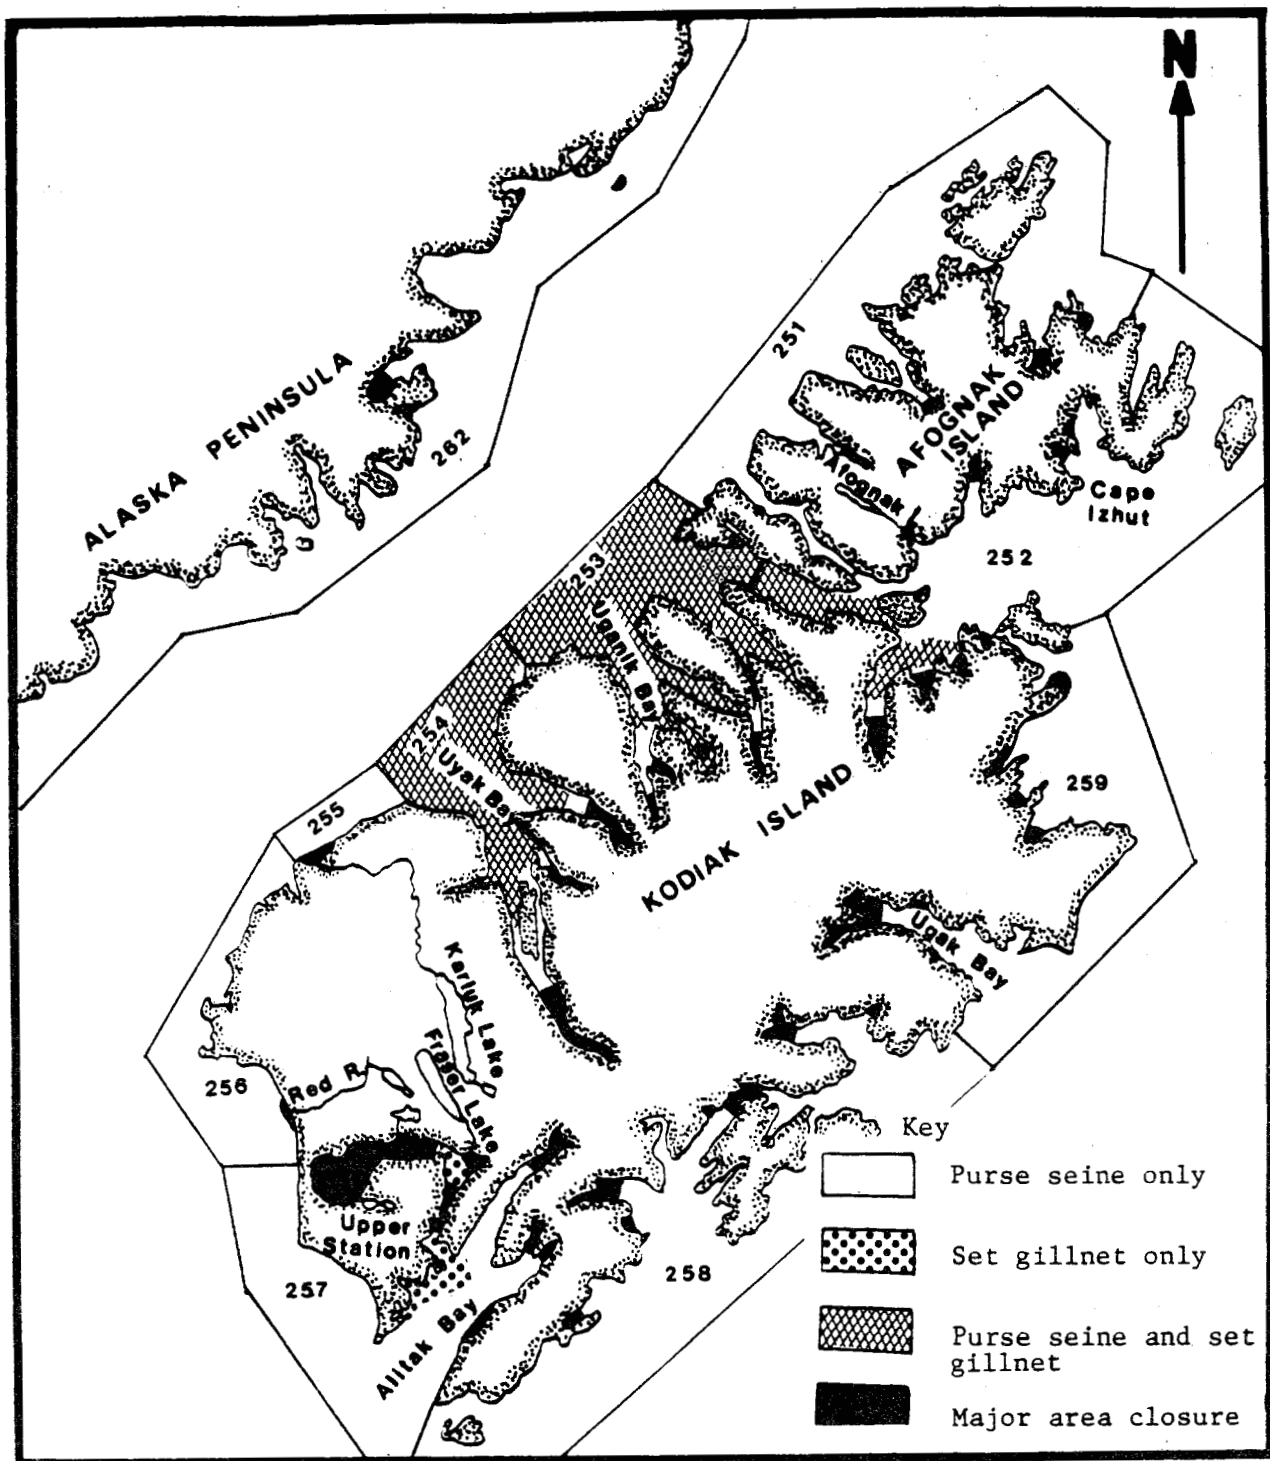 N
251
ALASKA PENINSULA
262
AFOGNAK
ISLAND
Afognak
Cape
Izhut
252
253
Uganik Bay
254
Uyak Bay
255
259
KODIAK ISLAND
Ugak Bay
Karluk Lake
Fraser Lake
256
Red R.
Upper
Station
257
258
Alitak Bay
Key
Purse seine only
Set gillnet only
Purse seine and set
gillnet
Major area closure